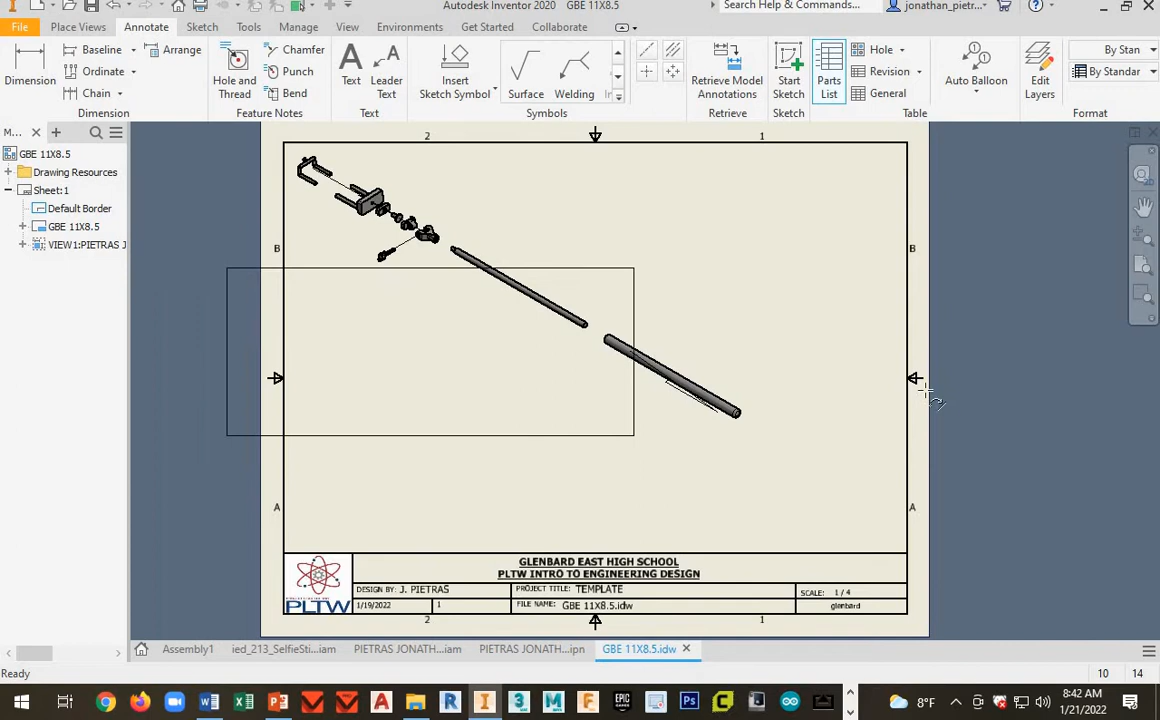 Autodesk Inventor 2020 GBE 11X8.5
Search Help & Commands...
jonathan_pietr...
File
Place Views
Annotate
Sketch
Tools
Manage
View
Environments
Get Started
Collaborate
Dimension
Baseline
Ordinate
Chain
Arrange
Dimension
Hole and
Thread
Chamfer
Punch
Bend
Feature Notes
Text
Leader
Text
Text
Insert
Sketch Symbol
Surface
Welding
Symbols
Retrieve Model
Annotations
Retrieve
Start
Sketch
Sketch
Parts
List
Hole
Revision
General
Table
Auto Balloon
Edit
Layers
By Stan
By Standar
Format
M...
GBE 11X8.5
Drawing Resources
Sheet:1
Default Border
GBE 11X8.5
VIEW1:PIETRAS J
2
1
B
B
A
A
PLTW
GLENBARD EAST HIGH SCHOOL
PLTW INTRO TO ENGINEERING DESIGN
DESIGN BY: J. PIETRAS
PROJECT TITLE: TEMPLATE
SCALE: 1 / 4
1/19/2022
1
FILE NAME: GBE 11X8.5.idw
glenbard
2
1
Assembly1
ied_213_SelfieSti...iam
PIETRAS JONATH...iam
PIETRAS JONATH...ipn
GBE 11X8.5.idw
Ready
10
14
8°F
8:42 AM
1/21/2022